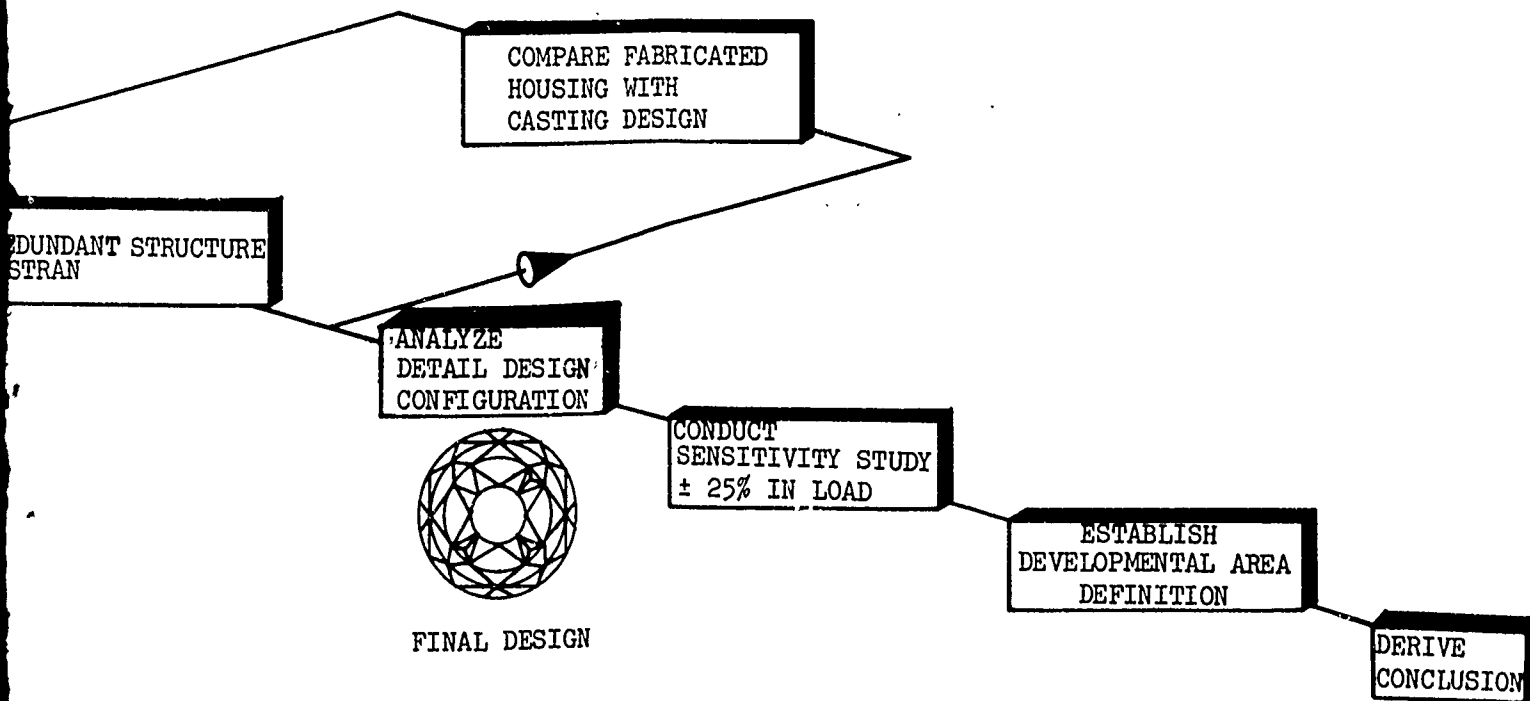 COMPARE FABRICATED
HOUSING WITH
CASTING DESIGN
EDUNDANT STRUCTURE
STRAN
ANALYZE
DETAIL DESIGN
CONFIGURATION
FINAL DESIGN
CONDUCT
SENSITIVITY STUDY
± 25% IN LOAD
ESTABLISH
DEVELOPMENTAL AREA
DEFINITION
DERIVE
CONCLUSION